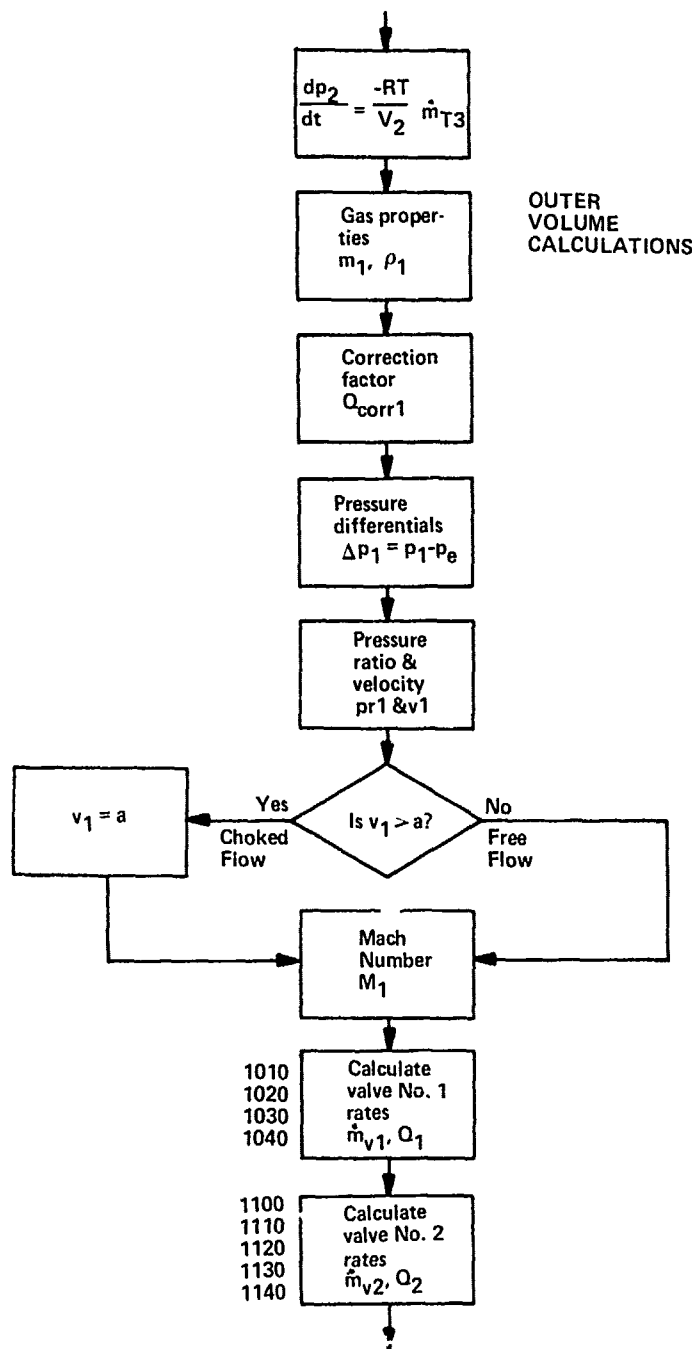 dp2/dt = -RT/V2 ṁT3
OUTER
VOLUME
CALCULATIONS
Gas proper-
ties
m1, ρ1
Correction
factor
Qcorr1
Pressure
differentials
Δp1 = p1-pe
Pressure
ratio &
velocity
pr1 &v1
Is v1 > a?
Yes
Choked
Flow
No
Free
Flow
v1 = a
Mach
Number
M1
1010
1020
1030
1040
Calculate
valve No. 1
rates
ṁv1, Q1
1100
1110
1120
1130
1140
Calculate
valve No. 2
rates
ṁv2, Q2